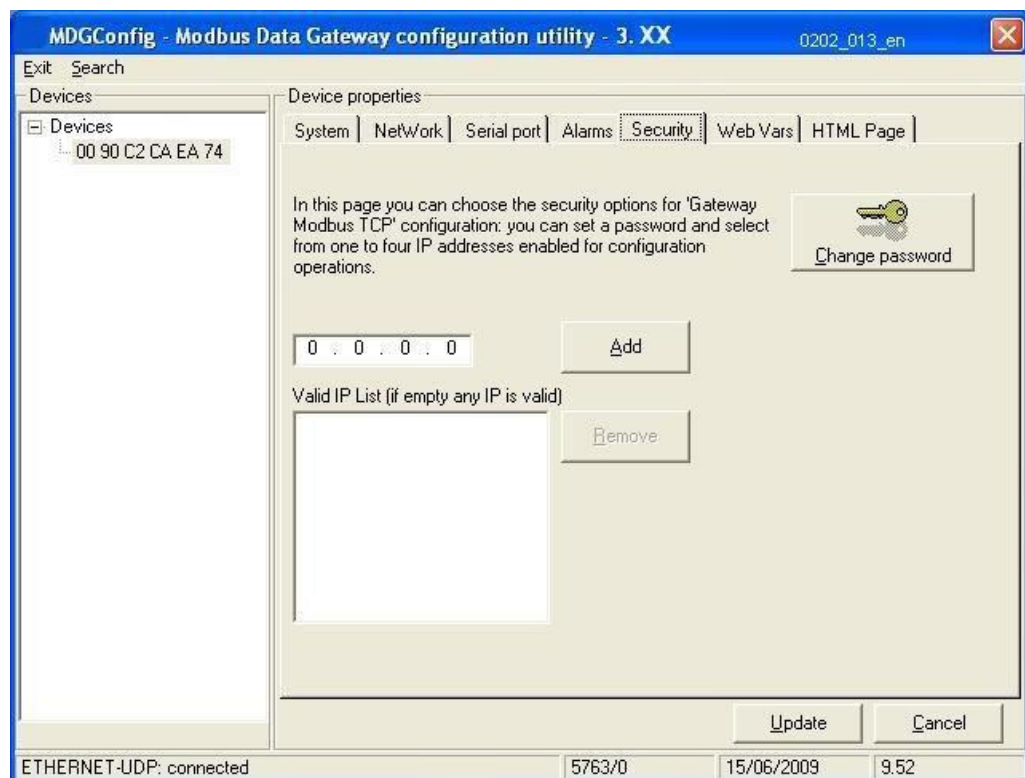 MDGConfig - Modbus Data Gateway configuration utility - 3. XX
0202_013_en
Exit Search
Devices
Devices
00 90 C2 CA EA 74
Device properties
System NetWork Serial port Alarms Security Web Vars HTML Page
In this page you can choose the security options for 'Gateway
Modbus TCP' configuration: you can set a password and select
from one to four IP addresses enabled for configuration
operations.
Change password
0 . 0 . 0 . 0
Add
Valid IP List (if empty any IP is valid)
Remove
Update Cancel
ETHERNET-UDP: connected 5763/0 15/06/2009 9.52